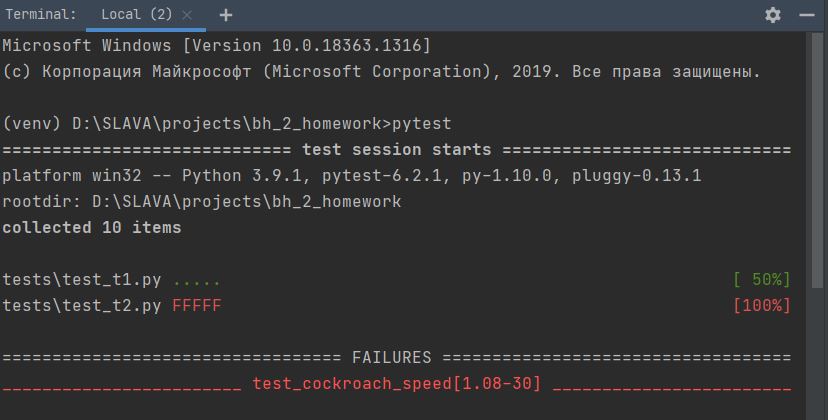 Terminal: Local (2) × +
Microsoft Windows [Version 10.0.18363.1316]
(c) Корпорация Майкрософт (Microsoft Corporation), 2019. Все права защищены.
(venv) D:\SLAVA\projects\bh_2_homework>pytest
============================= test session starts =============================
platform win32 -- Python 3.9.1, pytest-6.2.1, py-1.10.0, pluggy-0.13.1
rootdir: D:\SLAVA\projects\bh_2_homework
collected 10 items
tests\test_t1.py ..... [ 50%]
tests\test_t2.py FFFFF [100%]
================================== FAILURES ===================================
________________________ test_cockroach_speed[1.08-30] ________________________